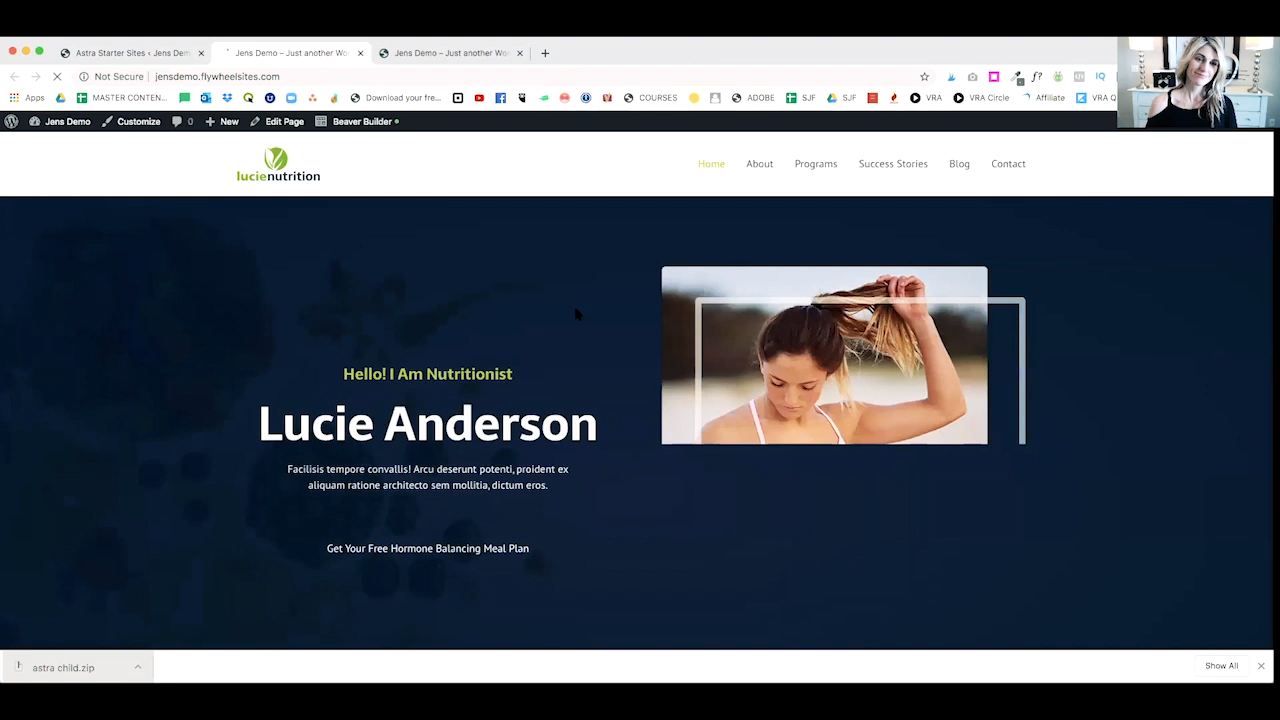 Astra Starter Sites ‹ Jens Dem
Jens Demo – Just another Wo
Jens Demo – Just another Wo
Not Secure
jensdemo.flywheelsites.com
IQ
Apps
MASTER CONTEN...
Download your free...
COURSES
ADOBE
SJF
SJF
VRA
VRA Circle
Affiliate
VRA Q
Jens Demo
Customize
0
New
Edit Page
Beaver Builder
lucienutrition
Home
About
Programs
Success Stories
Blog
Contact
Hello! I Am Nutritionist
Lucie Anderson
Facilisis tempore convallis! Arcu deserunt potenti, proident ex
aliquam ratione architecto sem mollitia, dictum eros.
Get Your Free Hormone Balancing Meal Plan
astra child.zip
Show All